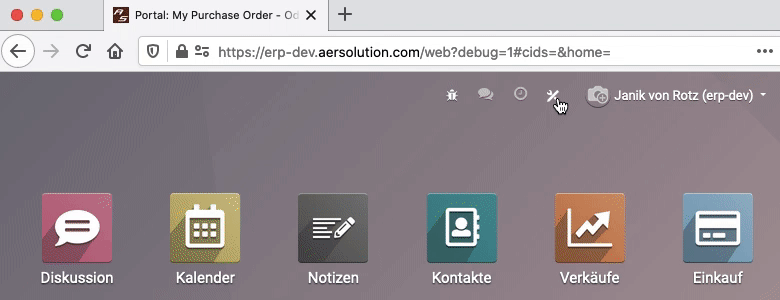 Portal: My Purchase Order - Od
https://erp-dev.aersolution.com/web?debug=1#cids=&home=
Janik von Rotz (erp-dev)
Diskussion Kalender Notizen Kontakte Verkäufe Einkauf